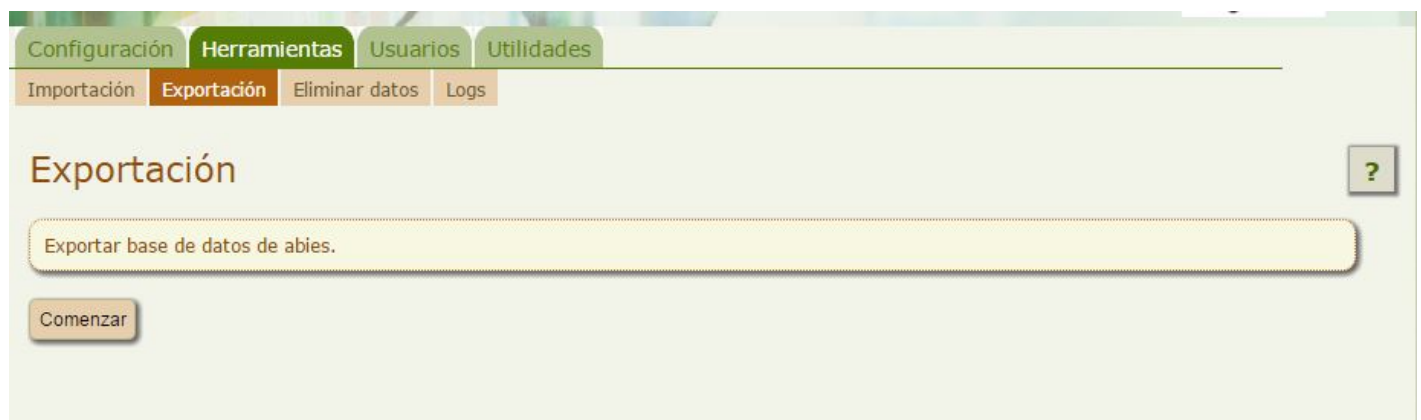 Configuración Herramientas Usuarios Utilidades
Importación Exportación Eliminar datos Logs
Exportación
?
Exportar base de datos de abies.
Comenzar